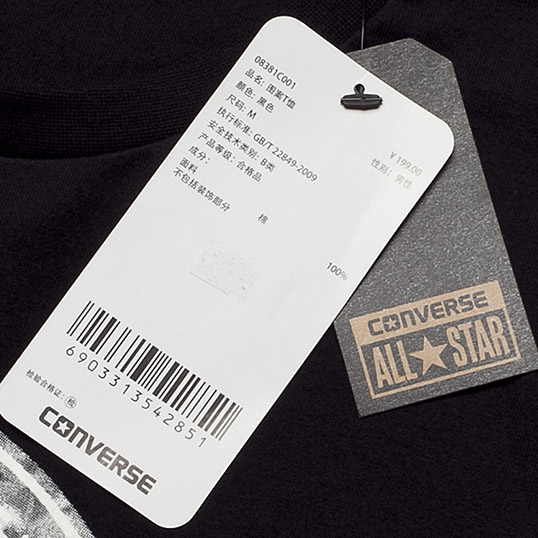 08381C001
品名: 图案T恤
颜色: 黑色
尺码: M
执行标准: GB/T 22849-2009
安全技术类别: B类
产品等级: 合格品
成分:
面料
不包括装饰部分 棉 100%
¥199.00
性别: 男性
6903313542851
检验合格证: 检
CONVERSE
CONVERSE
ALL STAR